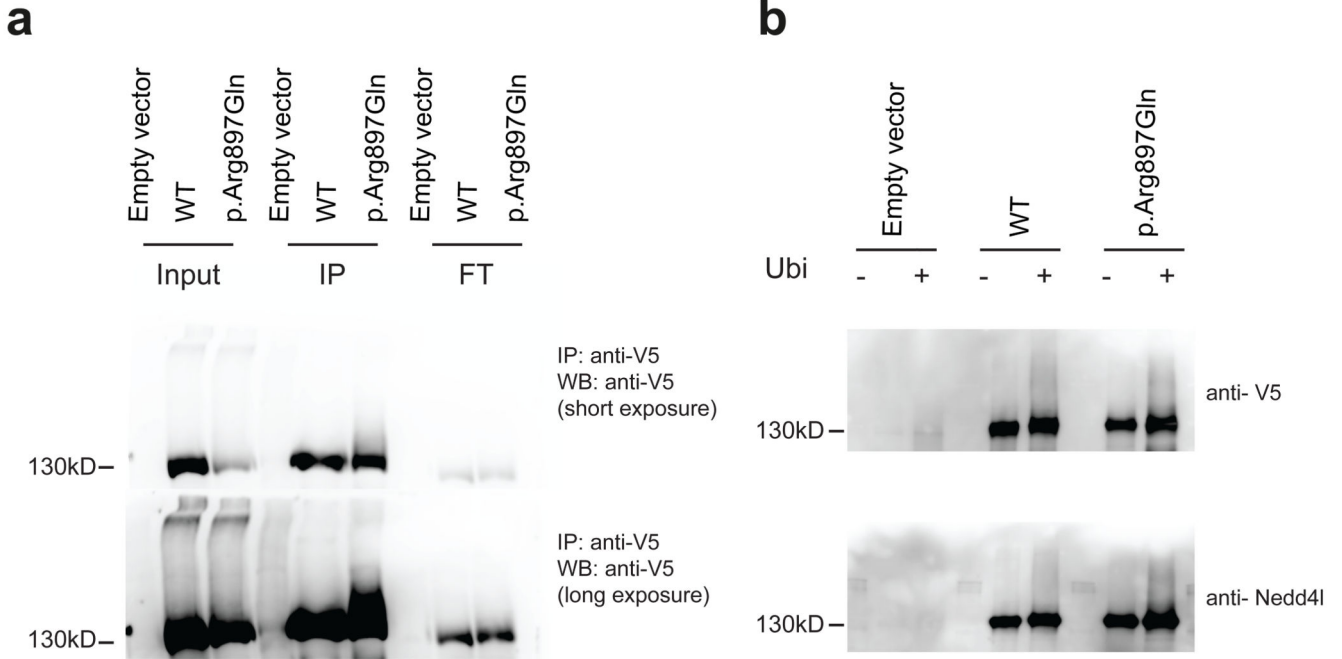 a
Empty vector
WT
p.Arg897Gln
Empty vector
WT
p.Arg897Gln
Empty vector
WT
p.Arg897Gln
Input
IP
FT
IP: anti-V5
WB: anti-V5
(short exposure)
130kD
IP: anti-V5
WB: anti-V5
(long exposure)
130kD
b
Empty vector
WT
p.Arg897Gln
Ubi - + - + - +
anti- V5
130kD
anti- Nedd4l
130kD